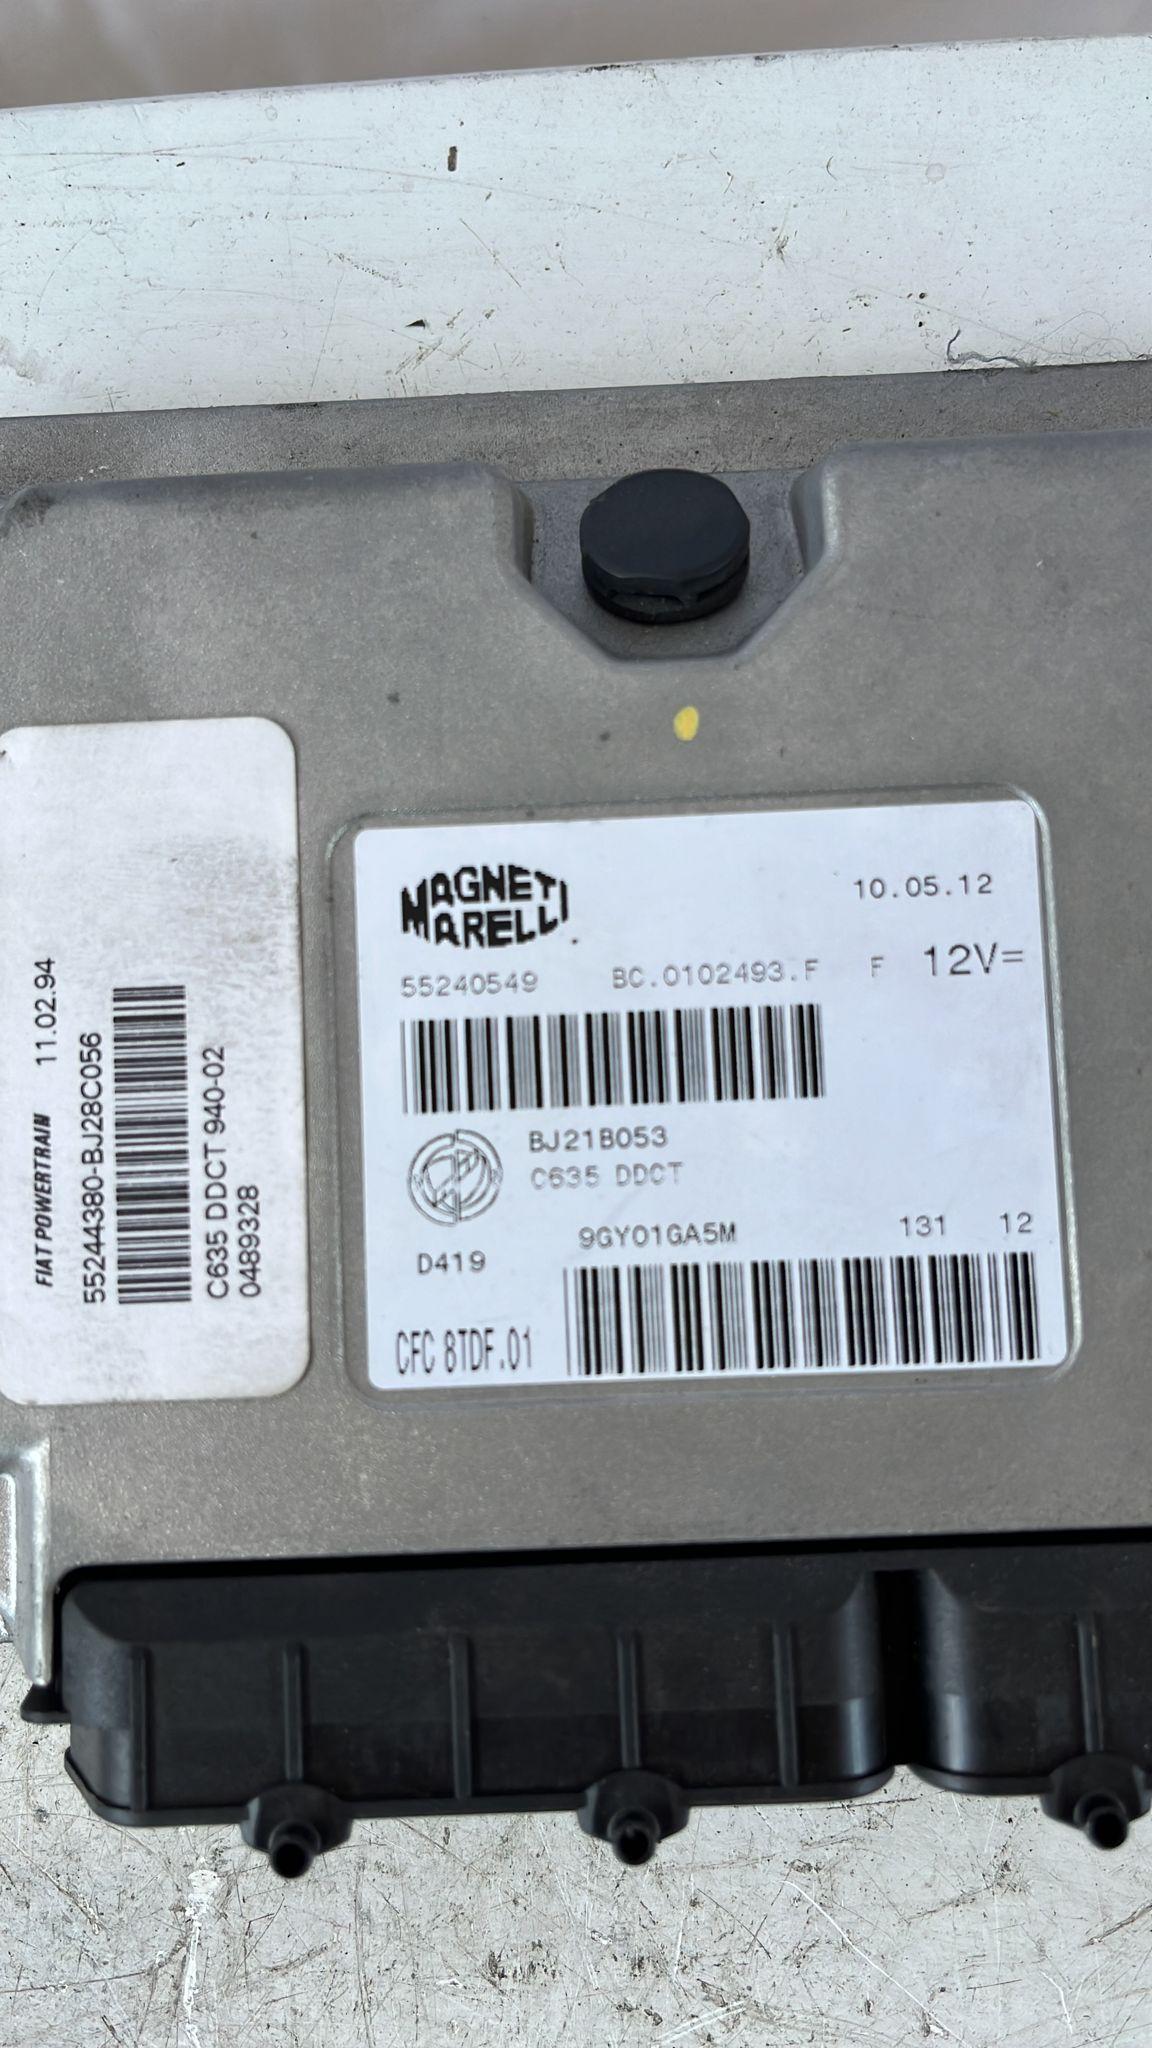 FIAT POWERTRAIN 11.02.94
55244380-BJ28C056
C635 DDCT 940-02
0489328
MAGNETI
MARELLI
10.05.12
55240549 BC.0102493.F F 12V=
BJ21B053
C635 DDCT
9GY01GA5M 131 12
D419
CFC 8TDF.01